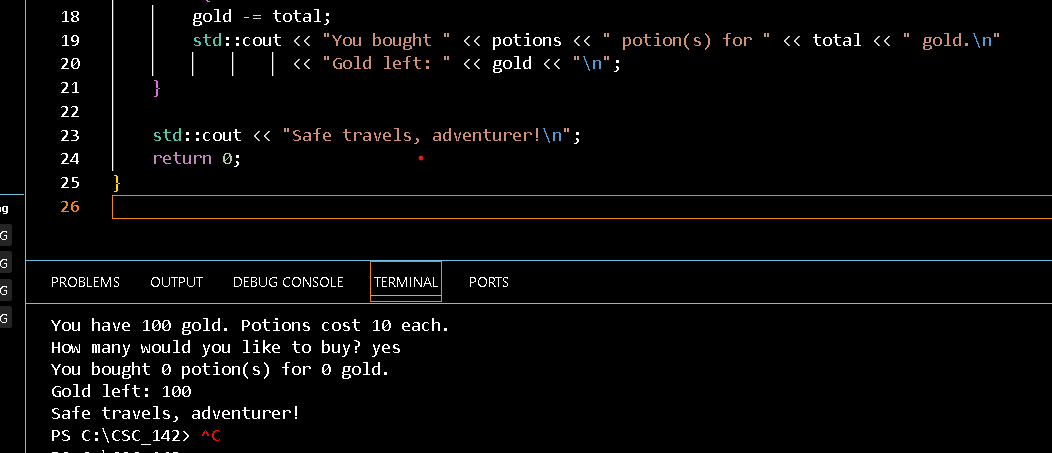 18 gold -= total;
19 std::cout << "You bought " << potions << " potion(s) for " << total << " gold.\n"
20 << "Gold left: " << gold << "\n";
21 }
22
23 std::cout << "Safe travels, adventurer!\n";
24 return 0;
25 }
26
G
G
G
G
PROBLEMS OUTPUT DEBUG CONSOLE TERMINAL PORTS
You have 100 gold. Potions cost 10 each.
How many would you like to buy? yes
You bought 0 potion(s) for 0 gold.
Gold left: 100
Safe travels, adventurer!
PS C:\CSC_142> ^C